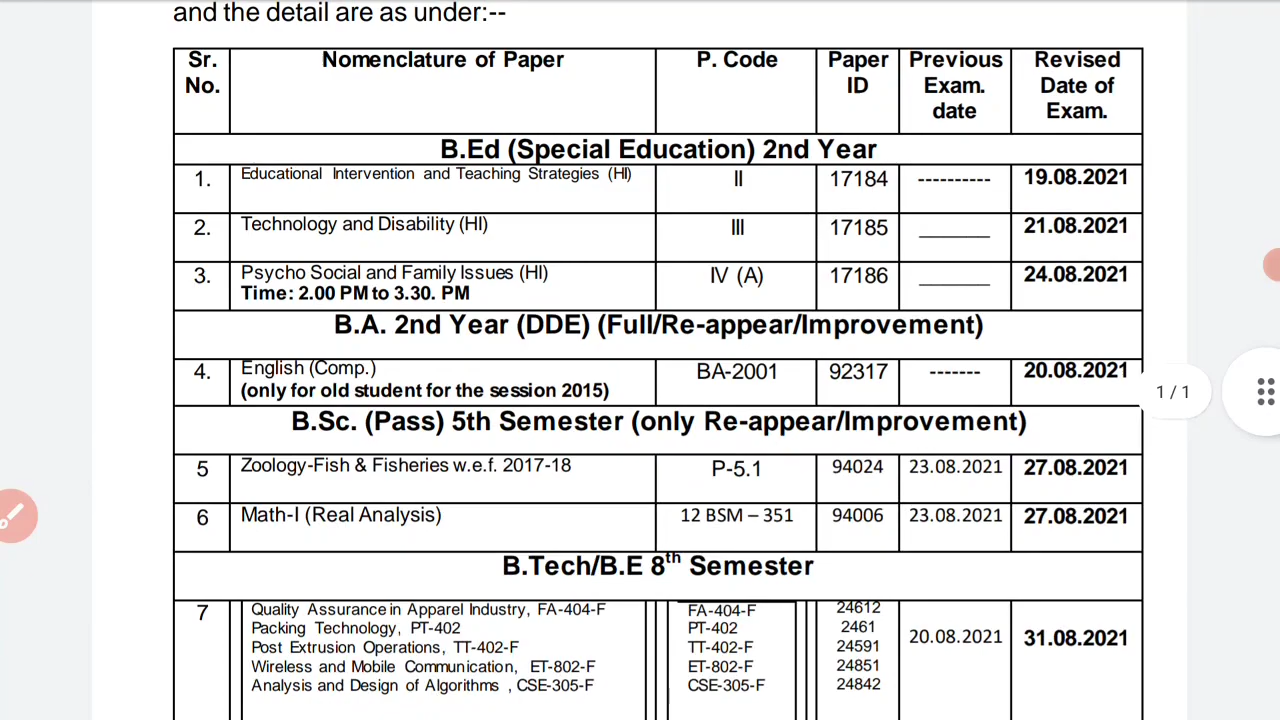 and the detail are as under:--
Sr. No. Nomenclature of Paper P. Code Paper ID Previous Exam. date Revised Date of Exam.
B.Ed (Special Education) 2nd Year
1. Educational Intervention and Teaching Strategies (HI) II 17184 ---------- 19.08.2021
2. Technology and Disability (HI) III 17185 _______ 21.08.2021
3. Psycho Social and Family Issues (HI) IV (A) 17186 _______ 24.08.2021
Time: 2.00 PM to 3.30. PM
B.A. 2nd Year (DDE) (Full/Re-appear/Improvement)
4. English (Comp.) BA-2001 92317 ------- 20.08.2021
(only for old student for the session 2015)
1 / 1
B.Sc. (Pass) 5th Semester (only Re-appear/Improvement)
5 Zoology-Fish & Fisheries w.e.f. 2017-18 P-5.1 94024 23.08.2021 27.08.2021
6 Math-I (Real Analysis) 12 BSM – 351 94006 23.08.2021 27.08.2021
B.Tech/B.E 8th Semester
7 Quality Assurance in Apparel Industry, FA-404-F FA-404-F 24612
Packing Technology, PT-402 PT-402 2461
Post Extrusion Operations, TT-402-F TT-402-F 24591 20.08.2021 31.08.2021
Wireless and Mobile Communication, ET-802-F ET-802-F 24851
Analysis and Design of Algorithms , CSE-305-F CSE-305-F 24842